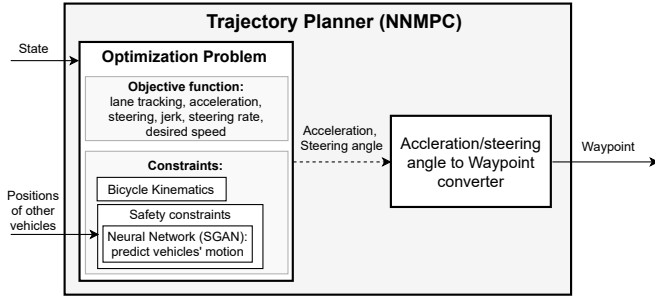 Trajectory Planner (NNMPC)
State
Optimization Problem
Objective function:
lane tracking, acceleration,
steering, jerk, steering rate,
desired speed
Constraints:
Bicycle Kinematics
Positions
of other
vehicles
Safety constraints
Neural Network (SGAN):
predict vehicles' motion
Acceleration,
Steering angle
Accleration/steering
angle to Waypoint
converter
Waypoint